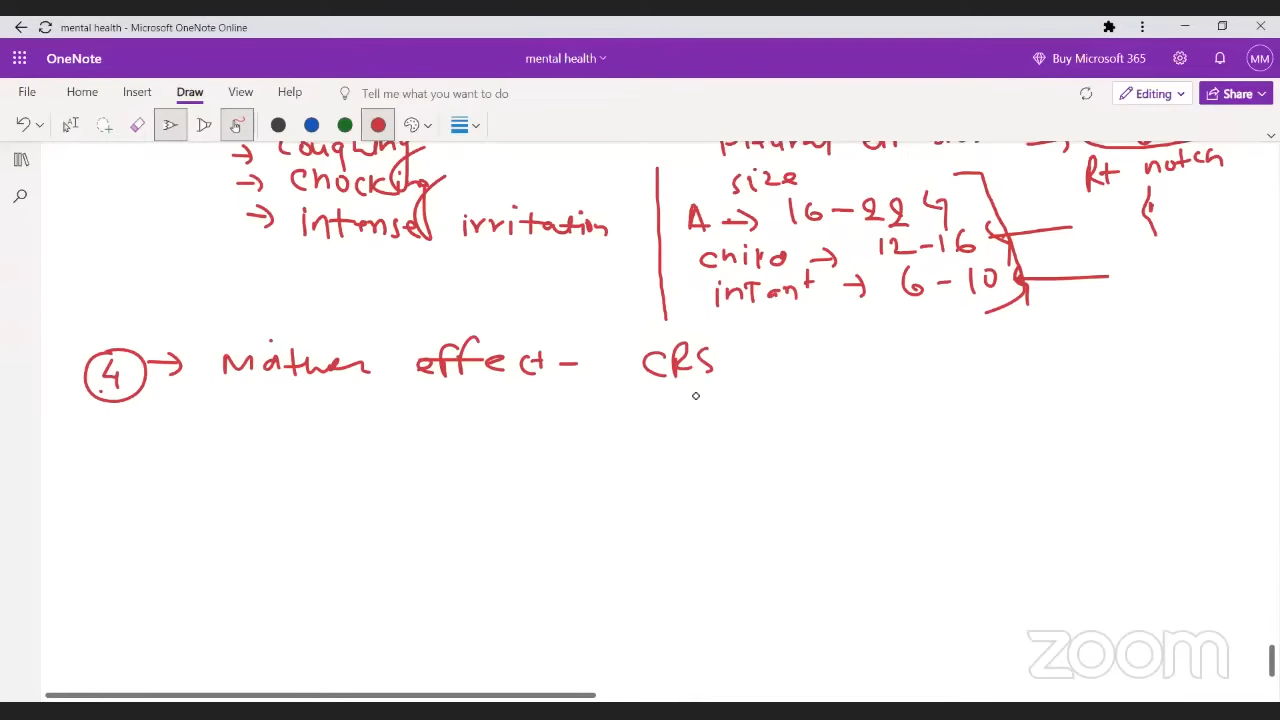 mental health - Microsoft OneNote Online
OneNote
mental health
Buy Microsoft 365
MM
File Home Insert Draw View Help Tell me what you want to do
Editing
Share
→ Coughing
→ Chocking
→ intense irritation
size
A → 16-22
child → 12-16
infant → 6-10
Rt notch
4 → Mother effect - CRS
zoom